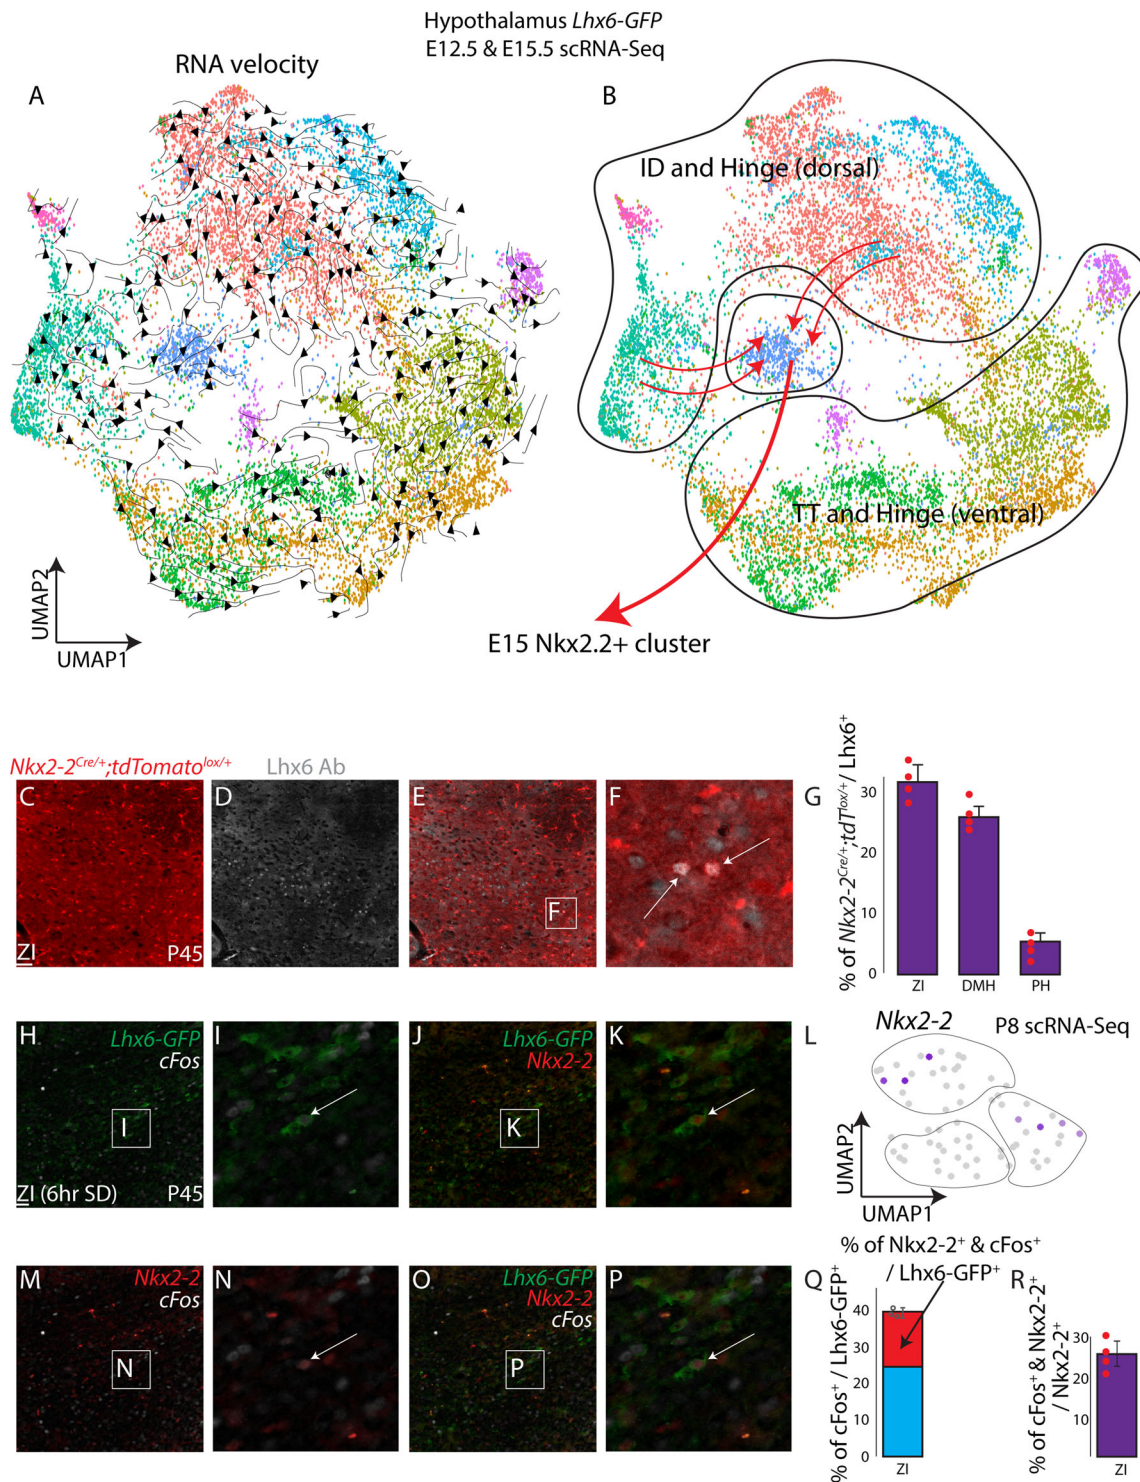 Hypothalamus Lhx6-GFP
E12.5 & E15.5 scRNA-Seq
RNA velocity
A
B
ID and Hinge (dorsal)
TT and Hinge (ventral)
UMAP2
UMAP1
E15 Nkx2.2+ cluster
Nkx2-2Cre/+;tdTomatolox/+
Lhx6 Ab
C
D
E
F
G
F
ZI
P45
% of Nkx2-2Cre/+;tdTlox/+ / Lhx6+
30
20
10
0
ZI
DMH
PH
H
Lhx6-GFP
cFos
I
I
J
Lhx6-GFP
Nkx2-2
K
K
ZI (6hr SD)
P45
L
Nkx2-2
P8 scRNA-Seq
UMAP2
UMAP1
M
Nkx2-2
cFos
N
N
O
Lhx6-GFP
Nkx2-2
cFos
P
P
Q
% of Nkx2-2+ & cFos+
/ Lhx6-GFP+
% of cFos+ / Lhx6-GFP+
40
30
20
10
0
ZI
R
% of cFos+ & Nkx2-2+
/ Nkx2-2+
30
20
10
ZI